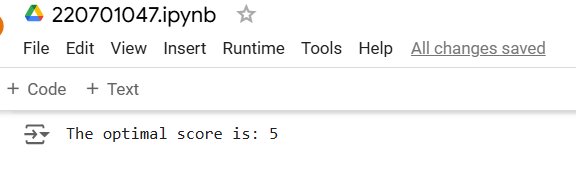 220701047.ipynb
File Edit View Insert Runtime Tools Help All changes saved
+ Code + Text
The optimal score is: 5